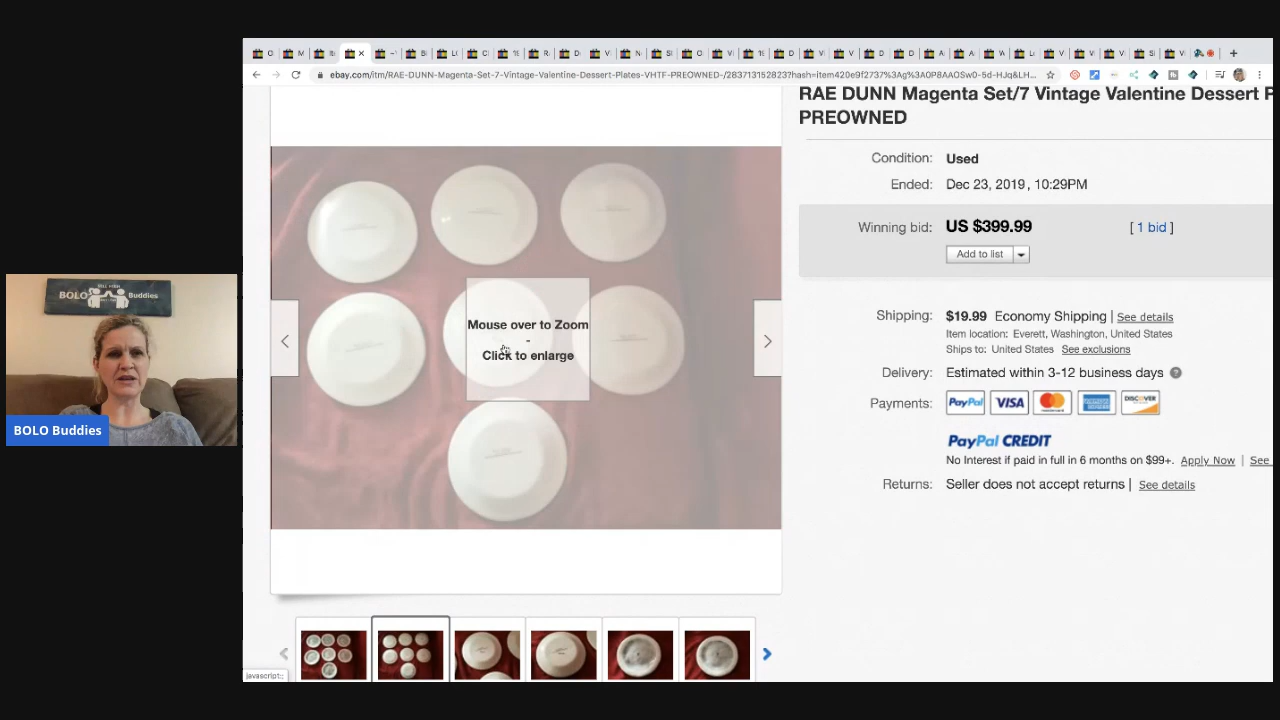 ebay.com/itm/RAE-DUNN-Magenta-Set-7-Vintage-Valentine-Dessert-Plates-VHTF-PREOWNED-/283713152823?hash=item420e9f2737%3Ag%3A0P8AAOSw0-5d-HJq&LH...
RAE DUNN Magenta Set/7 Vintage Valentine Dessert P
PREOWNED
Condition: Used
Ended: Dec 23, 2019 , 10:29PM
Winning bid: US $399.99 [ 1 bid ]
Add to list
Mouse over to Zoom
-
Click to enlarge
Shipping: $19.99 Economy Shipping | See details
Item location: Everett, Washington, United States
Ships to: United States See exclusions
Delivery: Estimated within 3-12 business days
Payments: PayPal VISA MasterCard AMERICAN EXPRESS DISCOVER
PayPal CREDIT
No Interest if paid in full in 6 months on $99+. Apply Now | See
Returns: Seller does not accept returns | See details
BOLO Buddies
BOLO Buddies
javascript:;